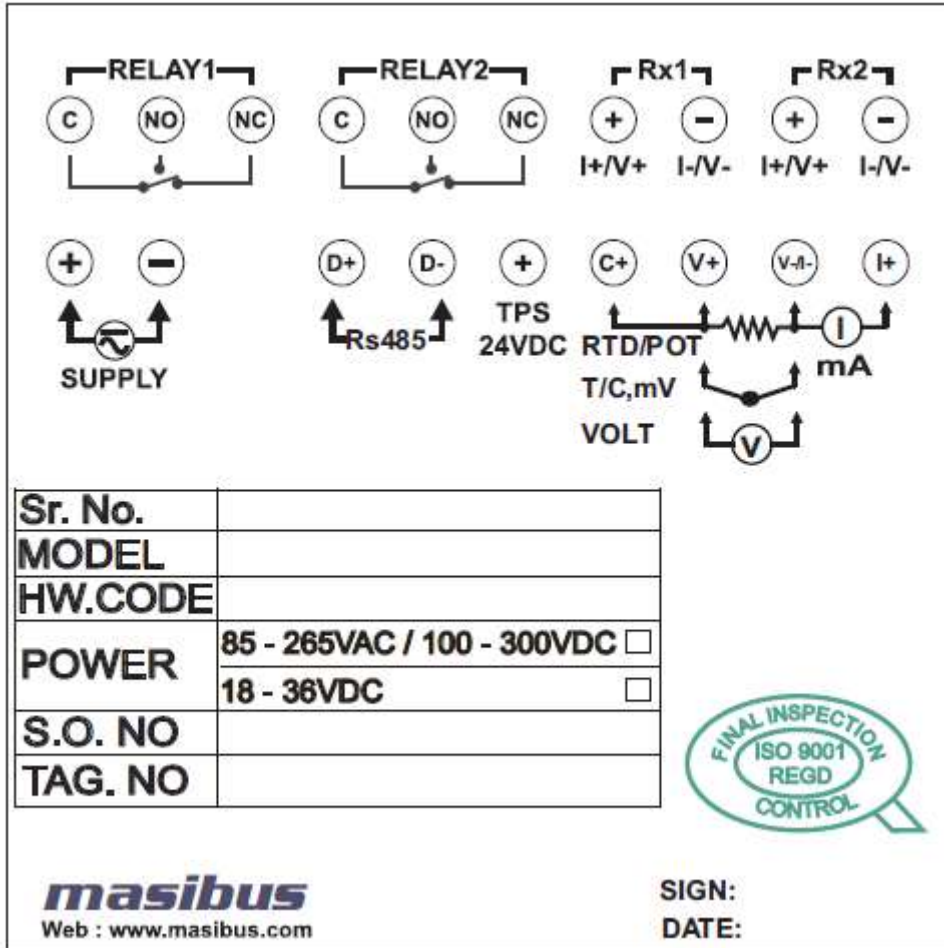 RELAY1 RELAY2 Rx1 Rx2
C NO NC C NO NC + − + −
I+/V+ I-/V- I+/V+ I-/V-
+ − D+ D- + C+ V+ V-/I- I+
SUPPLY Rs485 TPS
24VDC RTD/POT I
mA
T/C,mV
VOLT V
Sr. No.
MODEL
HW.CODE
POWER 85 - 265VAC / 100 - 300VDC
18 - 36VDC
S.O. NO
TAG. NO
FINAL INSPECTION
ISO 9001
REGD
CONTROL
masibus
Web : www.masibus.com
SIGN:
DATE: